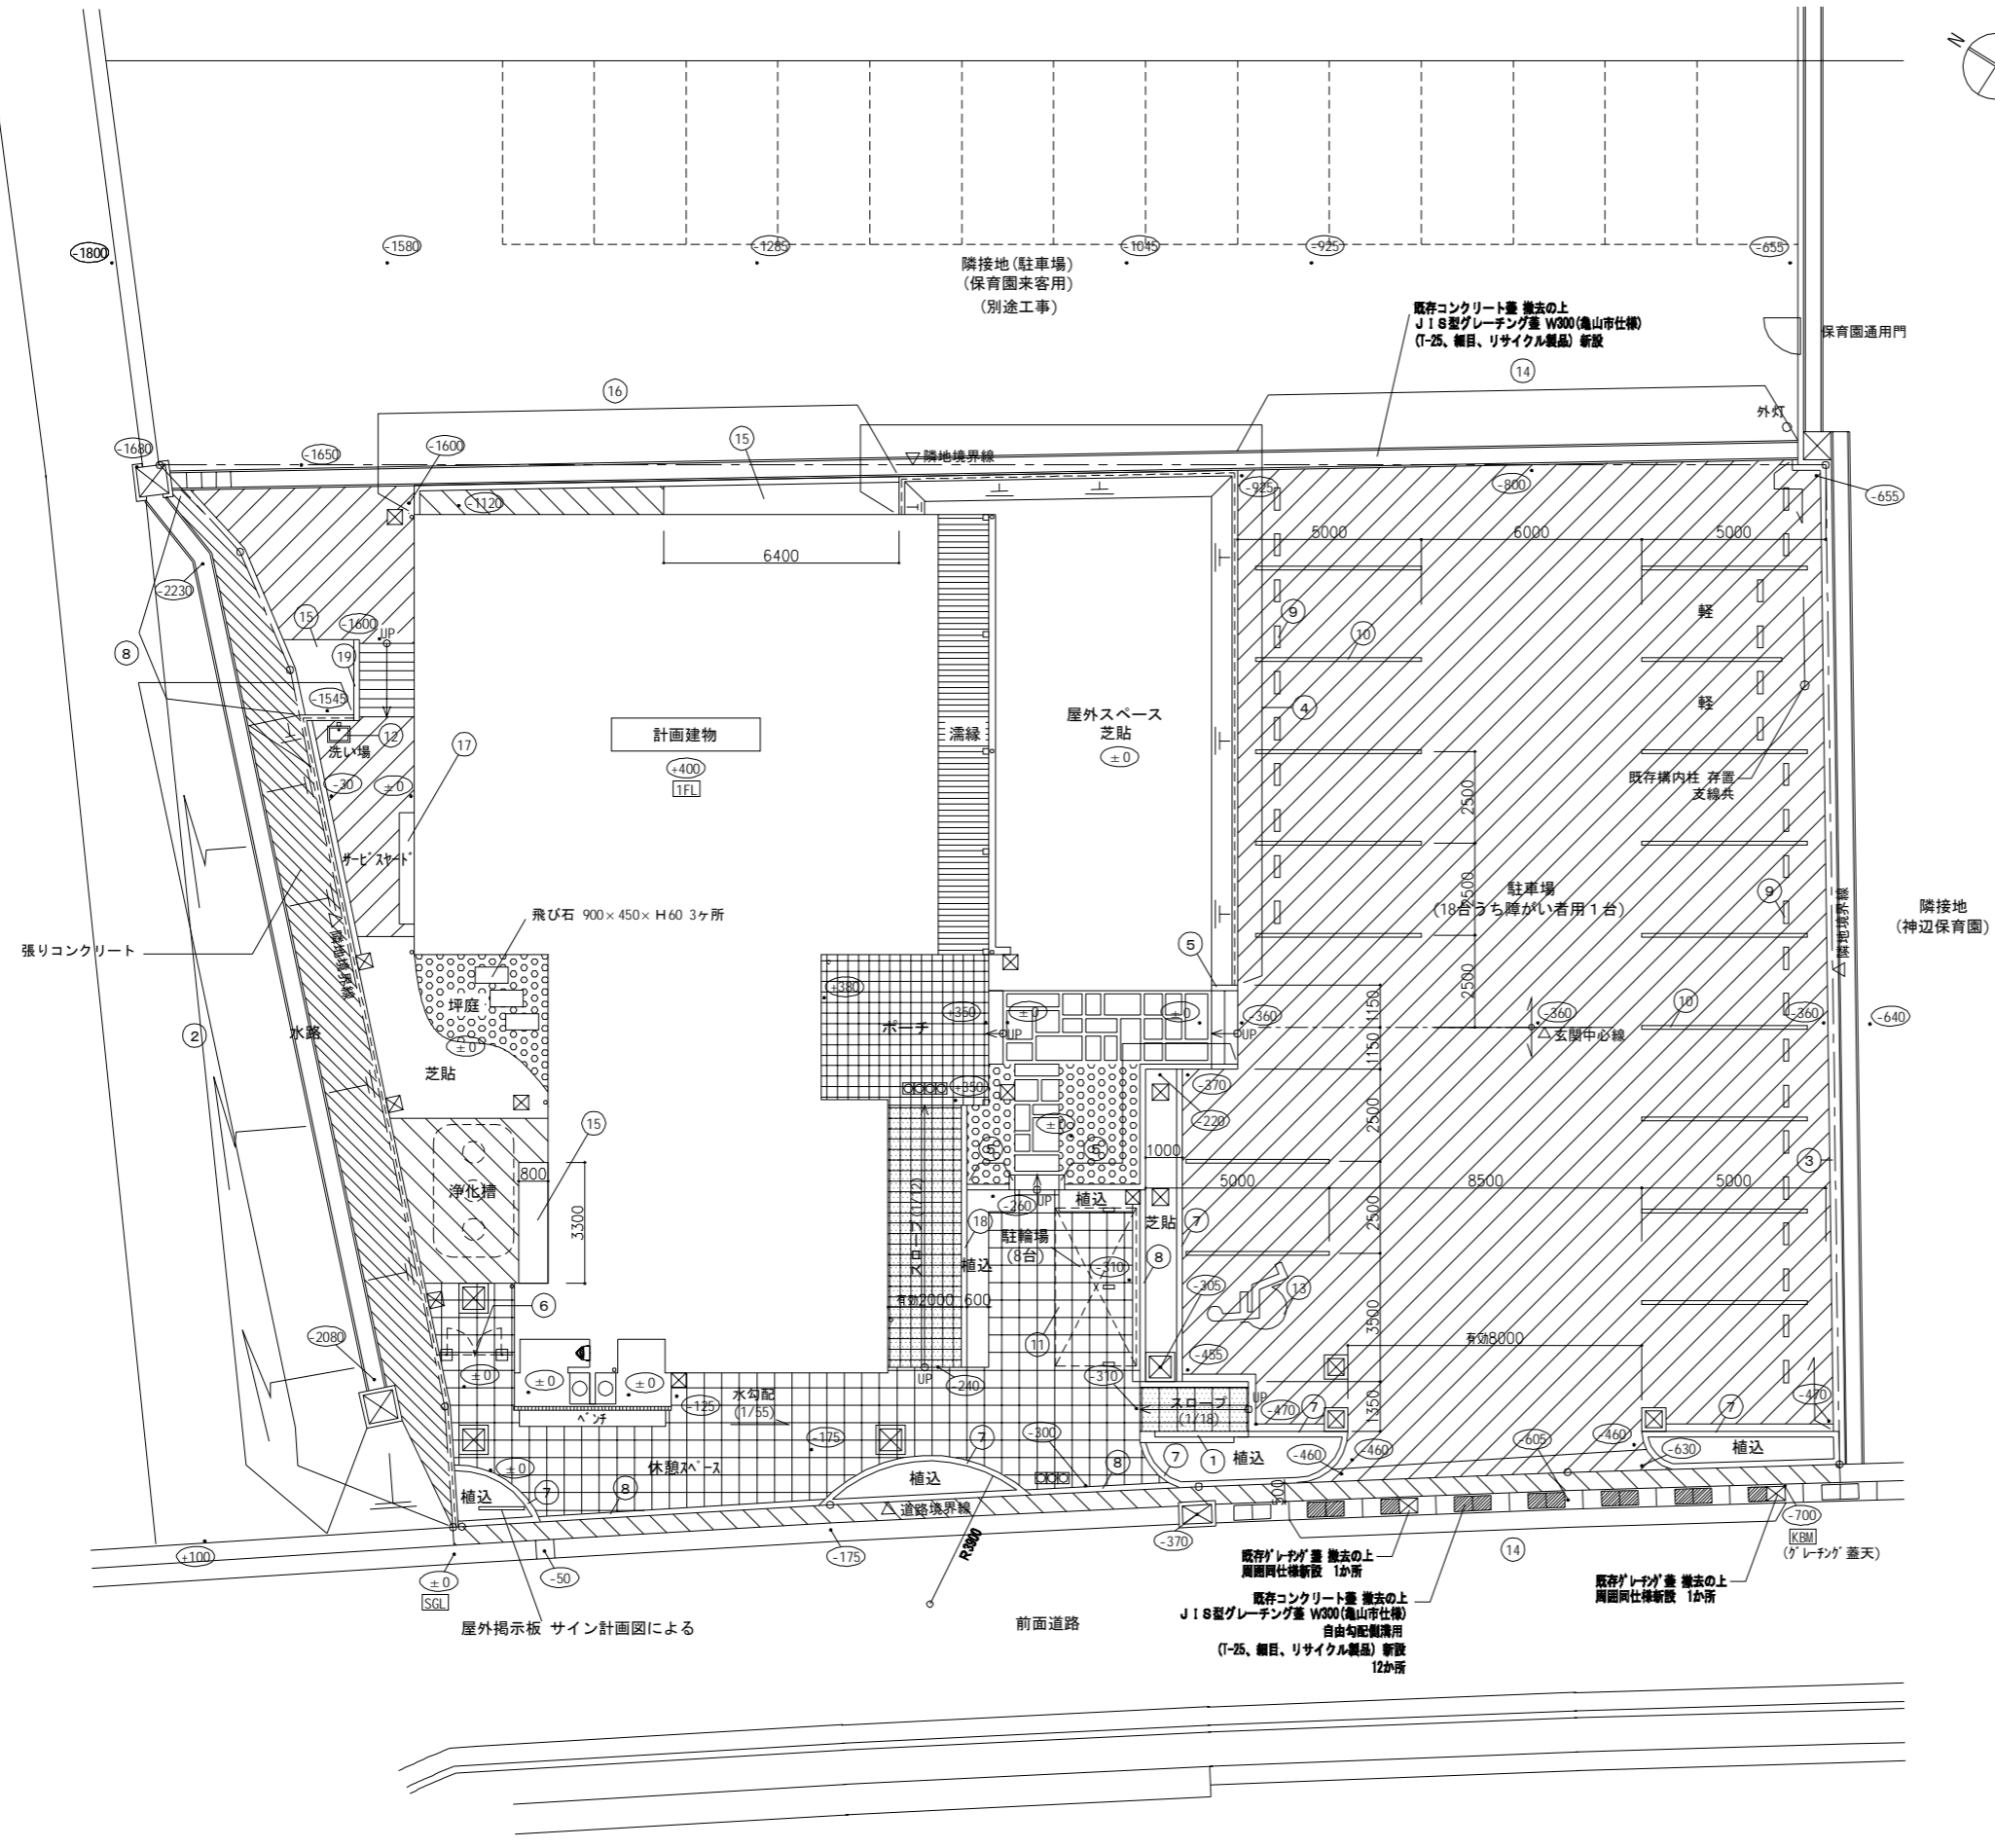 N
-1800
-1580
-1285
-1045
-925
-655
隣接地(駐車場)
(保育園来客用)
(別途工事)
既存コンクリート蓋 撤去の上
JIS型グレーチング蓋 W300(亀山市仕様)
(T-25、細目、リサイクル製品) 新設
保育園通用門
14
16
外灯
-1680
-1650
-1600
15
▽隣地境界線
-1120
-925
-800
-655
6400
5000
6000
5000
-2230
15
-1600
UP
19
8
-1545
12
洗い場
-30
±0
17
サービスヤード
計画建物
+400
1FL
濡縁
屋外スペース
芝貼
±0
9
10
4
軽
軽
既存構内柱 存置
支線共
2500
2500
2500
駐車場
(18台うち障がい者用1台)
9
△隣地境界線
隣接地
(神辺保育園)
張りコンクリート
飛び石 900×450×H60 3ヶ所
▽隣地境界線
坪庭
±0
芝貼
水路
2
+380
ポーチ
+350
±0
±0
UP
UP
5
-360
1150
1150
-360
△玄関中心線
10
-360
-640
+350
±0
-370
-220
5
5
1000
2500
5000
8500
5000
3
浄化槽
800
15
3300
スロープ(1/12)
18
-260
UP
植込
芝貼
7
駐輪場
(8台)
植込
-310
8
2500
有効2000
600
-305
13
3500
有効8000
6
-2080
±0
±0
±0
ベンチ
11
-310
-455
UP
-240
水勾配
(1/55)
-125
-175
スロープ
(1/18)
UP
-470
7
1350
-470
7
-300
7
8
7
1
植込
-460
-460
-605
-460
-630
植込
休憩スペース
±0
植込
7
8
植込
△道路境界線
500
+100
±0
SGL
-50
-175
R3900
-370
14
-700
KBM
(グレーチング蓋天)
既存グレーチング蓋 撤去の上
周囲同仕様新設 1か所
既存グレーチング蓋 撤去の上
周囲同仕様新設 1か所
既存コンクリート蓋 撤去の上
JIS型グレーチング蓋 W300(亀山市仕様)
自由勾配側溝用
(T-25、細目、リサイクル製品) 新設
12か所
屋外掲示板 サイン計画図による
前面道路